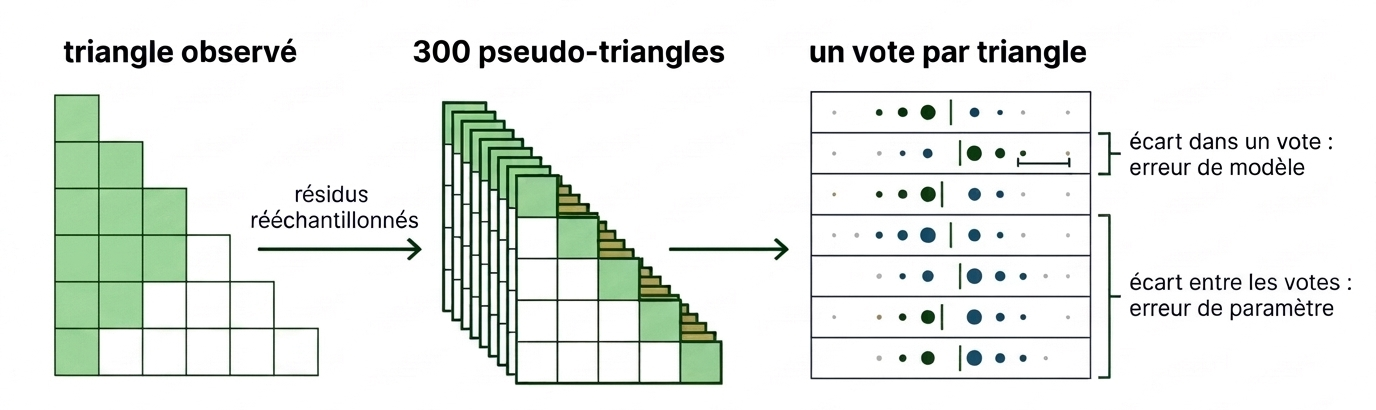 triangle observé
300 pseudo-triangles
un vote par triangle
résidus
rééchantillonnés
écart dans un vote :
erreur de modèle
écart entre les votes :
erreur de paramètre